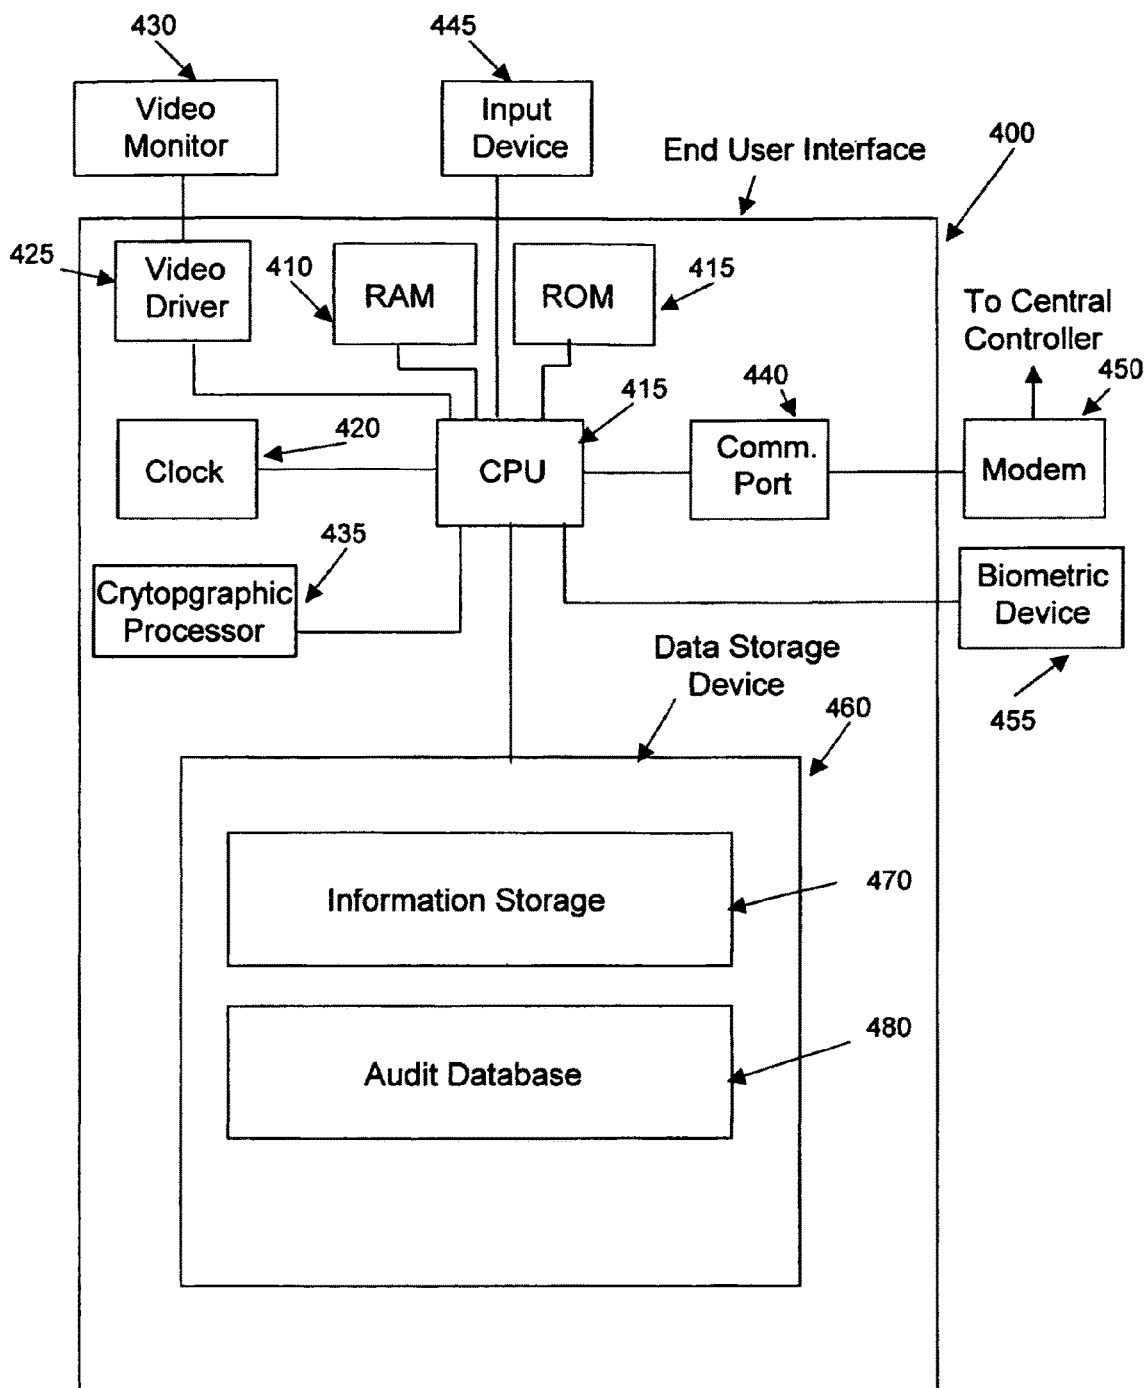 430
445
Video
Monitor
Input
Device
End User Interface
400
425
Video
Driver
410
RAM
ROM
415
To Central
Controller
450
440
415
420
Clock
CPU
Comm.
Port
Modem
435
Crytopgraphic
Processor
Biometric
Device
455
Data Storage
Device
460
Information Storage
470
Audit Database
480